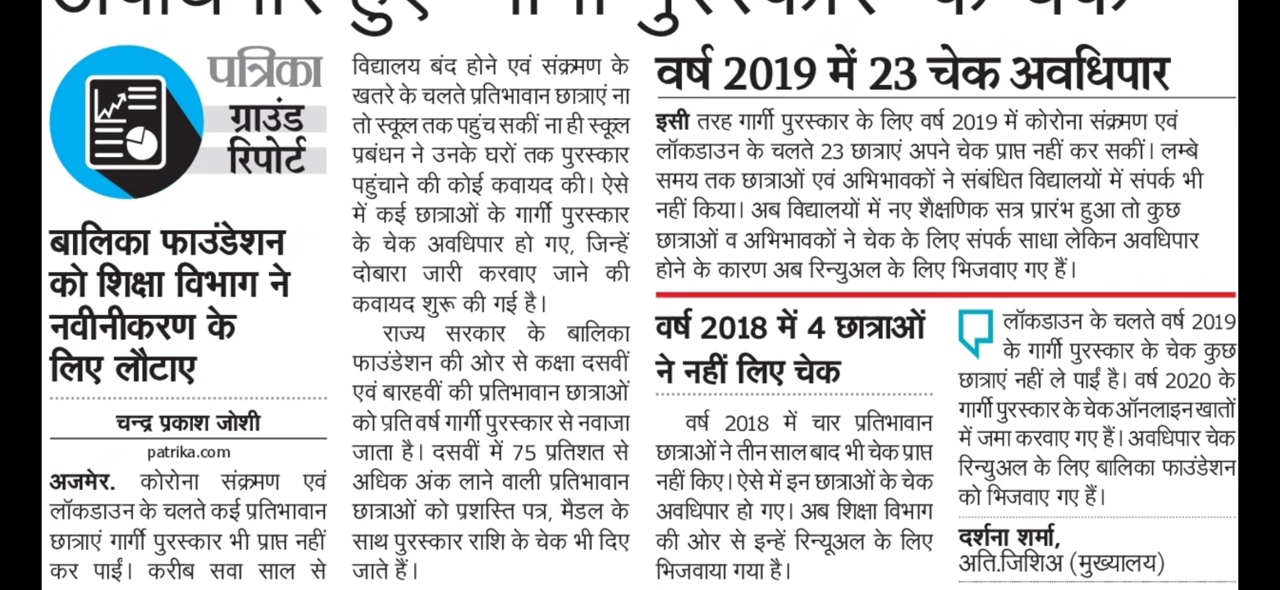 हुए के
पत्रिका
ग्राउंड
रिपोर्ट
बालिका फाउंडेशन
को शिक्षा विभाग ने
नवीनीकरण के
लिए लौटाए
चन्द्र प्रकाश जोशी
patrika.com
अजमेर. कोरोना संक्रमण एवं
लॉकडाउन के चलते कई प्रतिभावान
छात्राएं गार्गी पुरस्कार भी प्राप्त नहीं
कर पाईं। करीब सवा साल से
विद्यालय बंद होने एवं संक्रमण के
खतरे के चलते प्रतिभावान छात्राएं ना
तो स्कूल तक पहुंच सकीं ना ही स्कूल
प्रबंधन ने उनके घरों तक पुरस्कार
पहुंचाने की कोई कवायद की। ऐसे
में कई छात्राओं के गार्गी पुरस्कार
के चेक अवधिपार हो गए, जिन्हें
दोबारा जारी करवाए जाने की
कवायद शुरू की गई है।
राज्य सरकार के बालिका
फाउंडेशन की ओर से कक्षा दसवीं
एवं बारहवीं की प्रतिभावान छात्राओं
को प्रति वर्ष गार्गी पुरस्कार से नवाजा
जाता है। दसवीं में 75 प्रतिशत से
अधिक अंक लाने वाली प्रतिभावान
छात्राओं को प्रशस्ति पत्र, मैडल के
साथ पुरस्कार राशि के चेक भी दिए
जाते हैं।
वर्ष 2019 में 23 चेक अवधिपार
इसी तरह गार्गी पुरस्कार के लिए वर्ष 2019 में कोरोना संक्रमण एवं
लॉकडाउन के चलते 23 छात्राएं अपने चेक प्राप्त नहीं कर सकीं। लम्बे
समय तक छात्राओं एवं अभिभावकों ने संबंधित विद्यालयों में संपर्क भी
नहीं किया। अब विद्यालयों में नए शैक्षणिक सत्र प्रारंभ हुआ तो कुछ
छात्राओं व अभिभावकों ने चेक के लिए संपर्क साधा लेकिन अवधिपार
होने के कारण अब रिन्युअल के लिए भिजवाए गए हैं।
वर्ष 2018 में 4 छात्राओं
ने नहीं लिए चेक
वर्ष 2018 में चार प्रतिभावान
छात्राओं ने तीन साल बाद भी चेक प्राप्त
नहीं किए। ऐसे में इन छात्राओं के चेक
अवधिपार हो गए। अब शिक्षा विभाग
की ओर से इन्हें रिन्यूअल के लिए
भिजवाया गया है।
लॉकडाउन के चलते वर्ष 2019
के गार्गी पुरस्कार के चेक कुछ
छात्राएं नहीं ले पाईं है। वर्ष 2020 के
गार्गी पुरस्कार के चेक ऑनलाइन खातों
में जमा करवाए गए हैं। अवधिपार चेक
रिन्युअल के लिए बालिका फाउंडेशन
को भिजवाए गए हैं।
दर्शना शर्मा,
अति.जिशिअ (मुख्यालय)